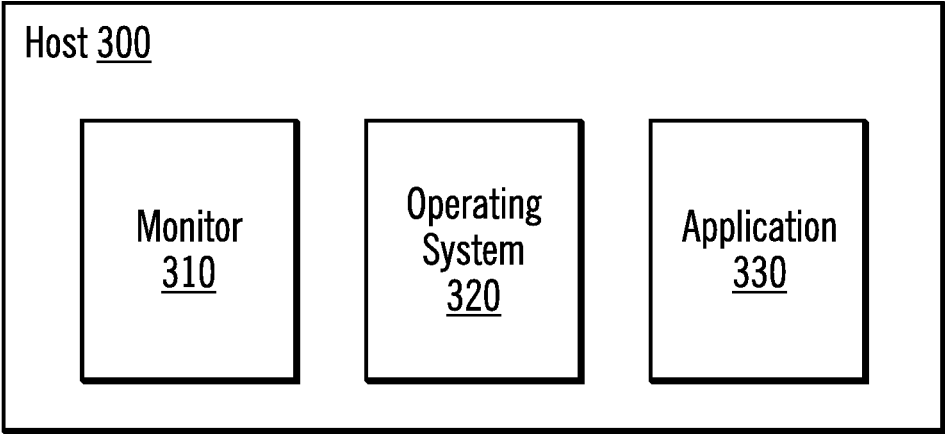 Host 300
Monitor
310
Operating
System
320
Application
330